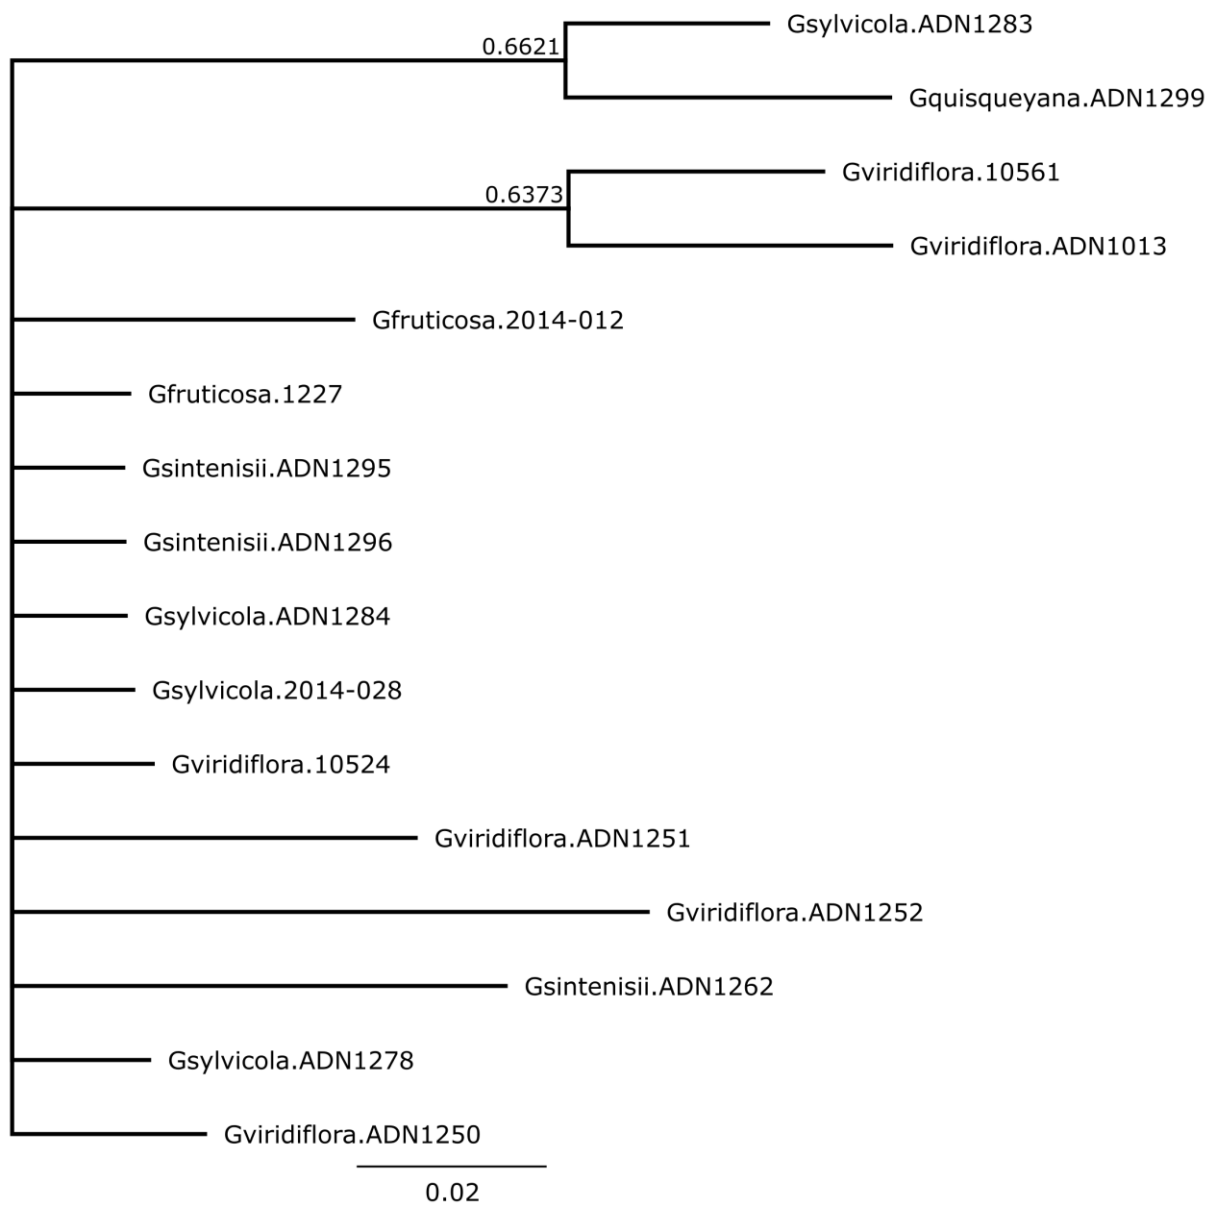 Gsylvicola.ADN1283
0.6621
Gquisqueyana.ADN1299
Gviridiflora.10561
0.6373
Gviridiflora.ADN1013
Gfruticosa.2014-012
Gfruticosa.1227
Gsintenisii.ADN1295
Gsintenisii.ADN1296
Gsylvicola.ADN1284
Gsylvicola.2014-028
Gviridiflora.10524
Gviridiflora.ADN1251
Gviridiflora.ADN1252
Gsintenisii.ADN1262
Gsylvicola.ADN1278
Gviridiflora.ADN1250
0.02